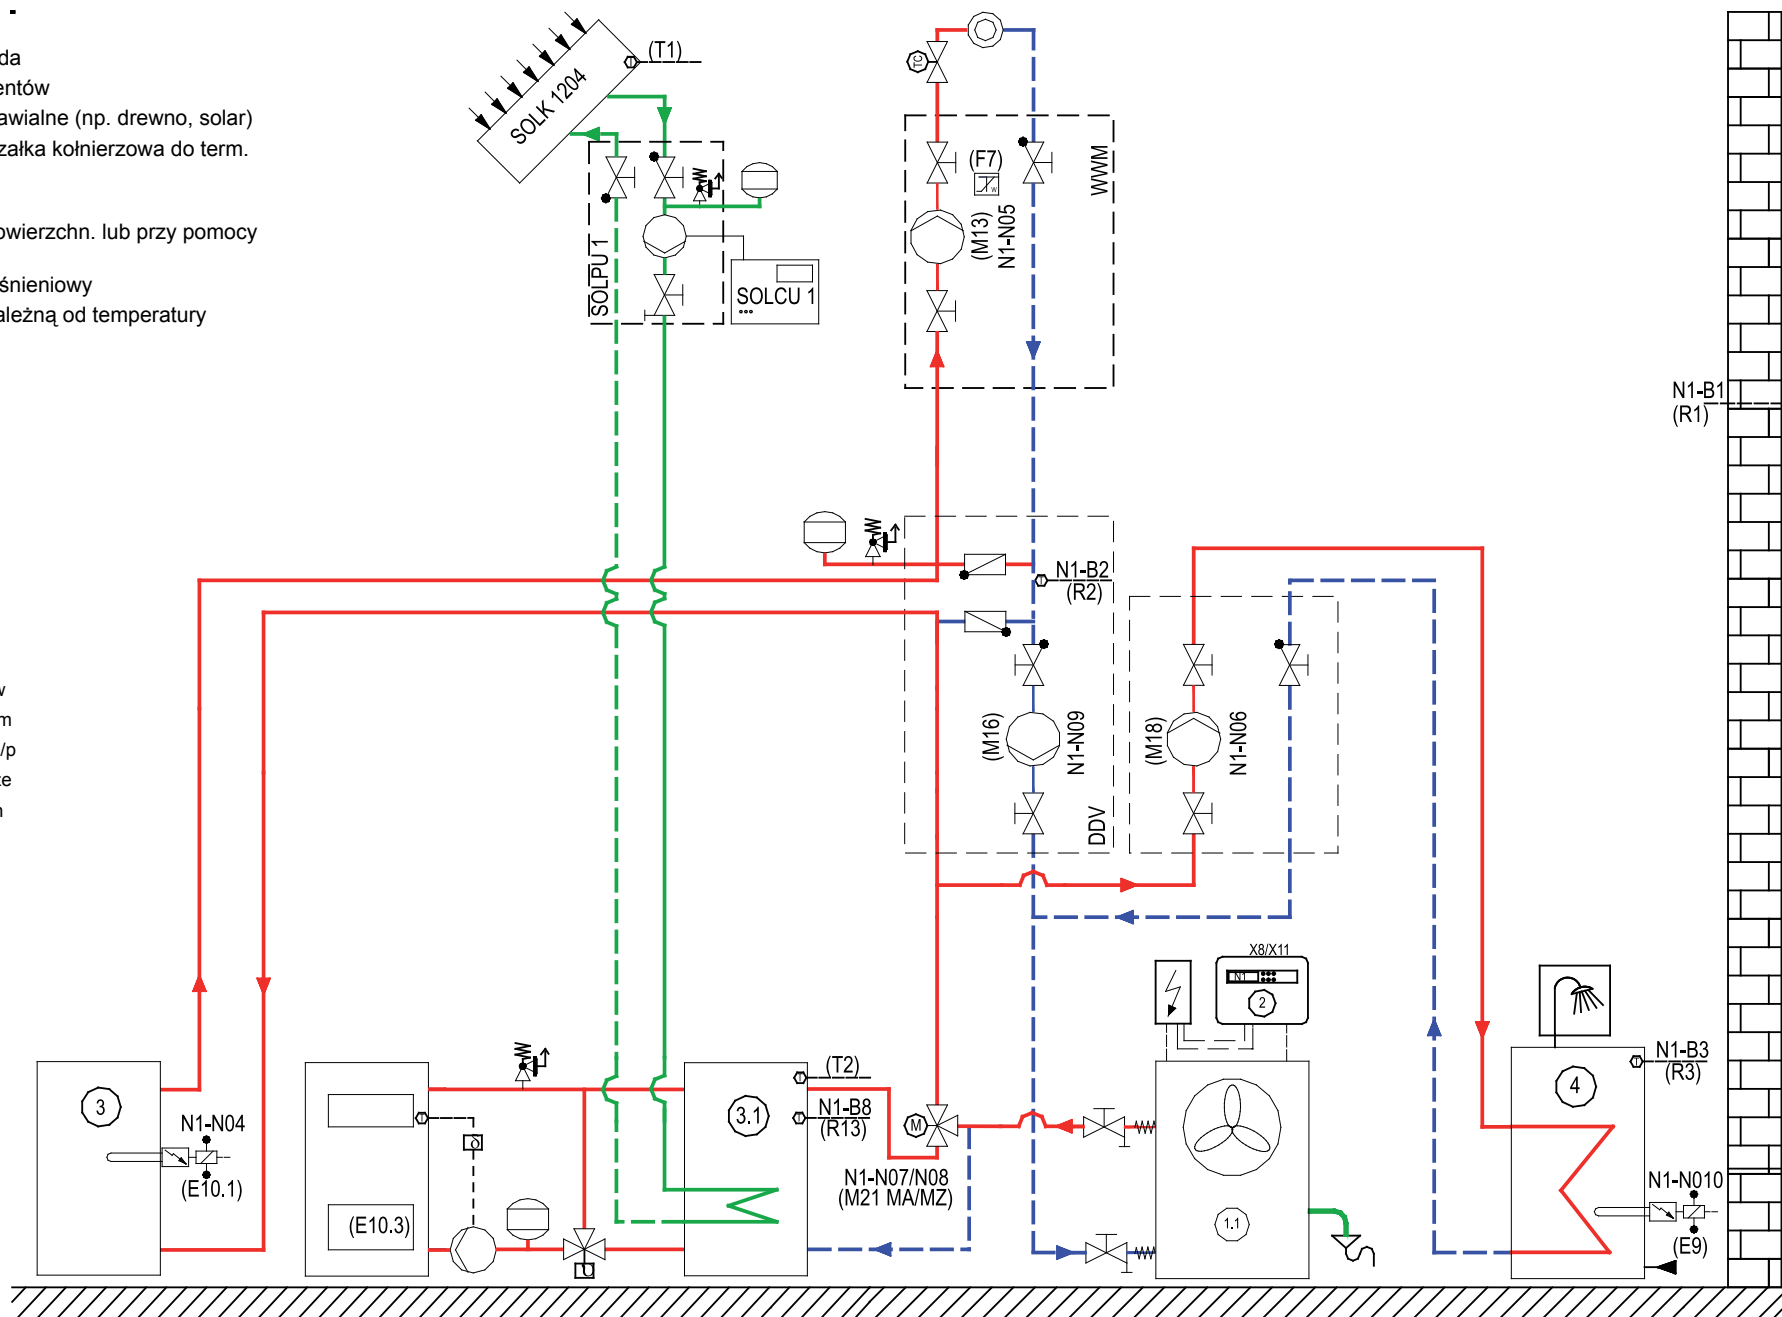 da
entów
awialne (np. drewno, solar)
załka kołnierzowa do term.
owierzchn. lub przy pomocy
śnieniowy
ależną od temperatury
w
m
/p
ze
n
(T1)
SOLK 1204
SOLPU 1
SOLCU 1
TC
WWM
(F7)
W
(M13)
N1-N05
N1-B1
(R1)
N1-B2
(R2)
(M16)
N1-N09
DDV
(M18)
N1-N06
X8/X11
N1
2
3
N1-N04
(E10.1)
(E10.3)
3.1
(T2)
N1-B8
(R13)
M
N1-N07/N08
(M21 MA/MZ)
1.1
4
N1-B3
(R3)
N1-N010
(E9)